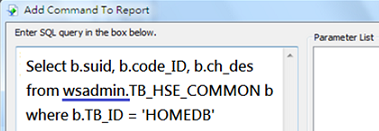 Add Command To Report
Enter SQL query in the box below.
Parameter List
Select b.suid, b.code_ID, b.ch_des
from wsadmin.TB_HSE_COMMON b
where b.TB_ID = 'HOMEDB'